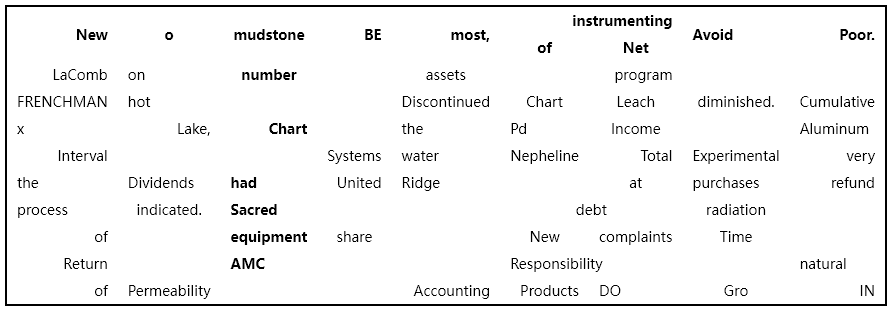 New o mudstone BE most, instrumenting of Net Avoid Poor.
LaComb on number assets program
FRENCHMAN hot Discontinued Chart Leach diminished. Cumulative
x Lake, Chart the Pd Income Aluminum
Interval Systems water Nepheline Total Experimental very
the Dividends had United Ridge at purchases refund
process indicated. Sacred debt radiation
of equipment share New complaints Time
Return AMC Responsibility natural
of Permeability Accounting Products DO Gro IN